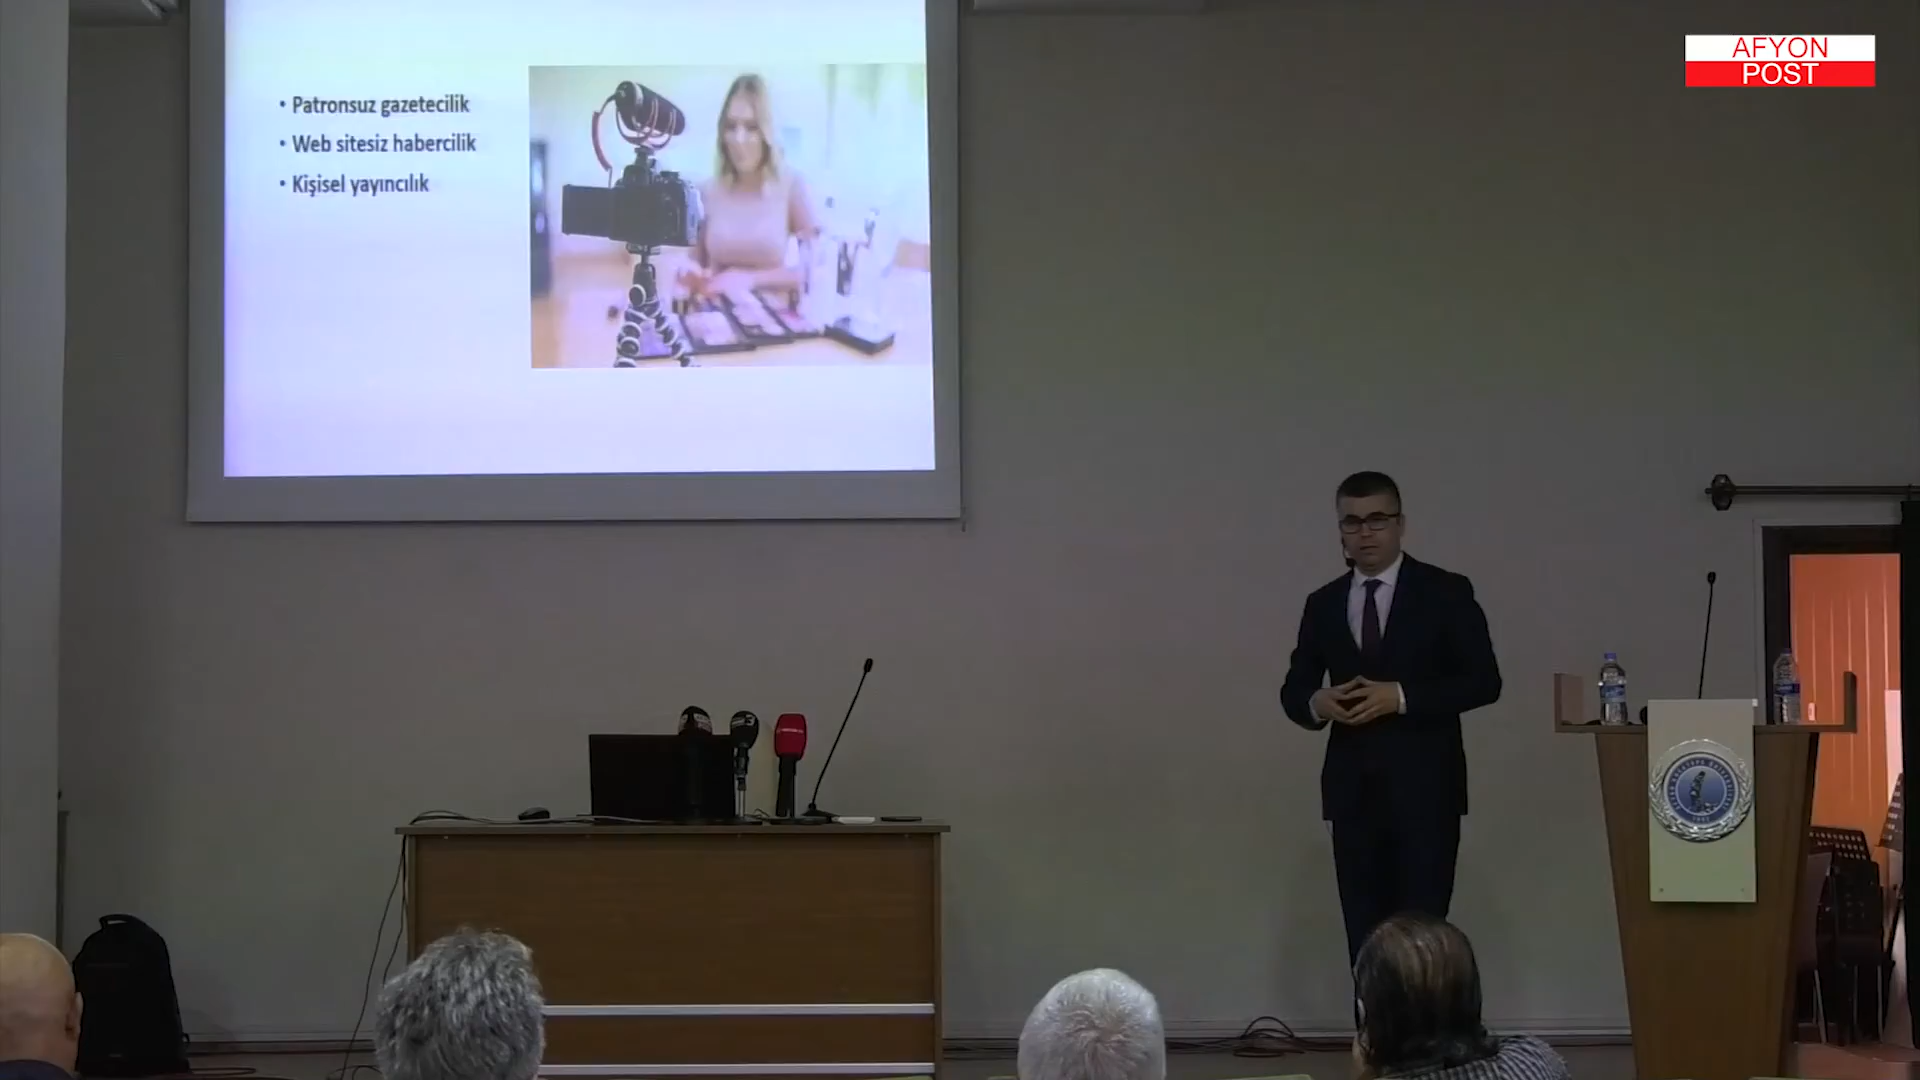 • Patronsuz gazetecilik
• Web sitesiz habercilik
• Kişisel yayıncılık
AFYON
POST